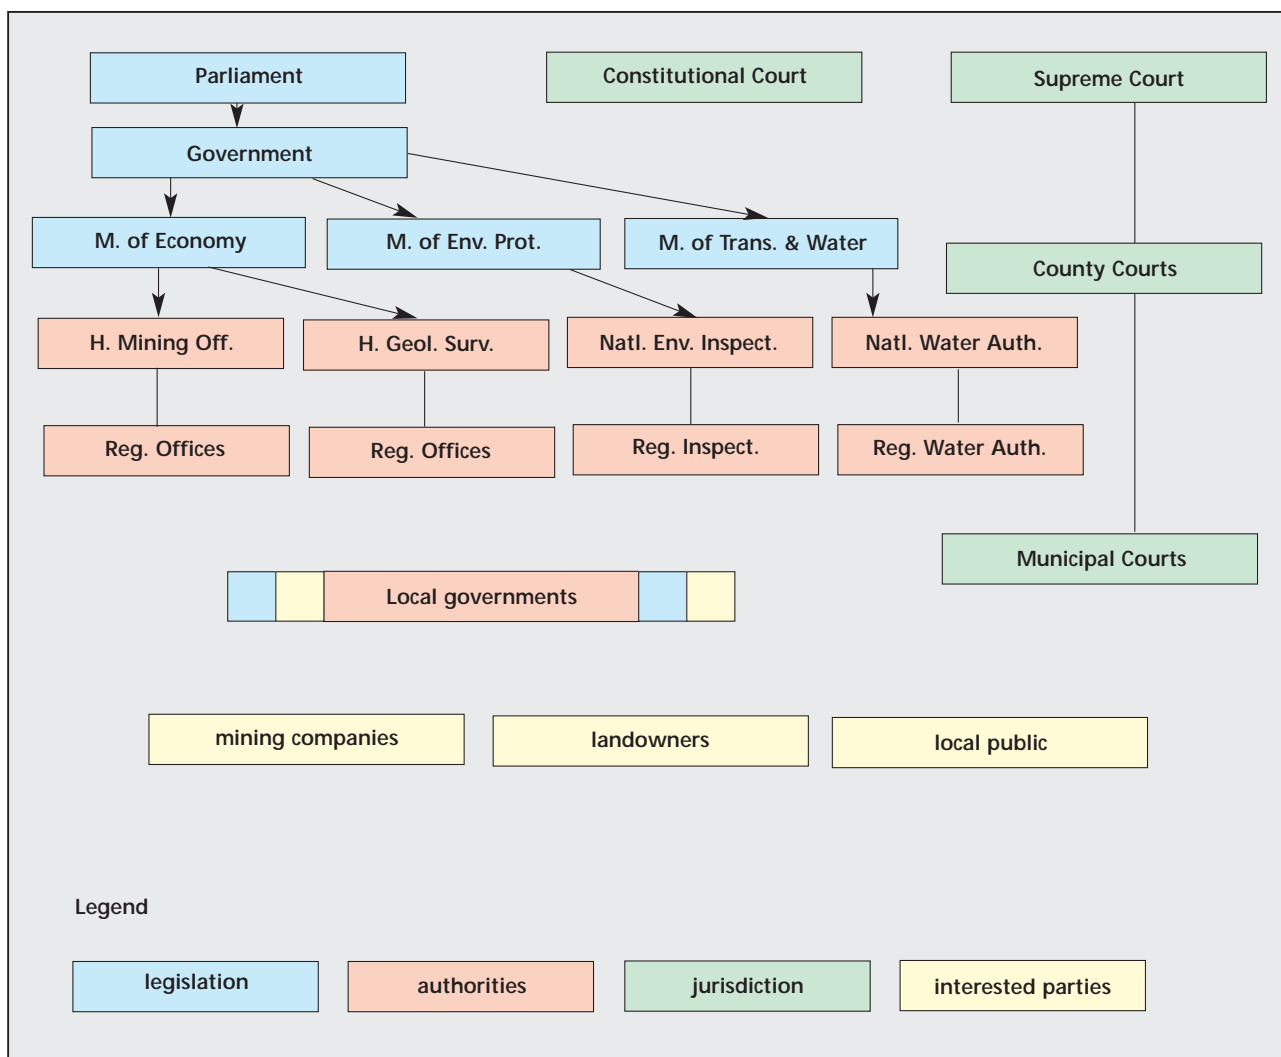 Parliament
Constitutional Court
Supreme Court
Government
M. of Economy
M. of Env. Prot.
M. of Trans. & Water
County Courts
H. Mining Off.
H. Geol. Surv.
Natl. Env. Inspect.
Natl. Water Auth.
Reg. Offices
Reg. Offices
Reg. Inspect.
Reg. Water Auth.
Municipal Courts
Local governments
mining companies
landowners
local public
Legend
legislation
authorities
jurisdiction
interested parties